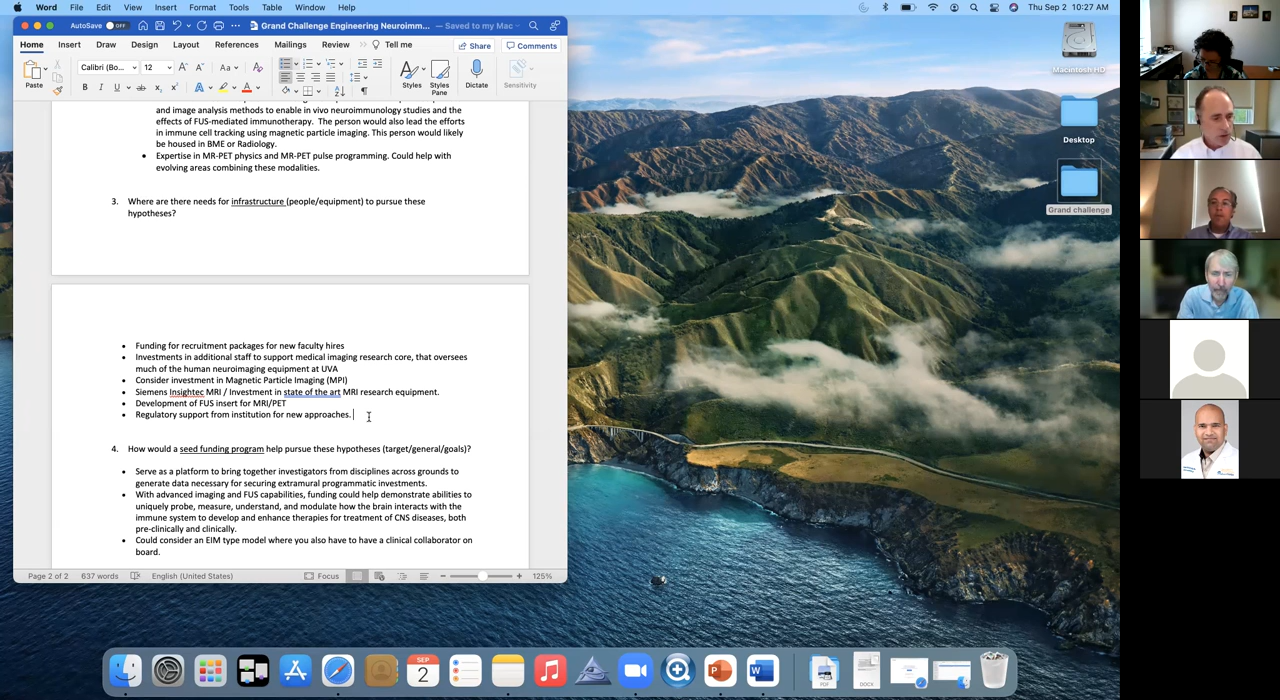 Word File Edit View Insert Format Tools Table Window Help Thu Sep 2 10:27 AM
AutoSave OFF Grand Challenge Engineering Neuroimm... — Saved to my Mac
Home Insert Draw Design Layout References Mailings Review Tell me Share Comments
Paste Calibri (Bo... 12 Styles Styles Pane Dictate Sensitivity
and image analysis methods to enable in vivo neuroimmunology studies and the
effects of FUS-mediated immunotherapy. The person would also lead the efforts
in immune cell tracking using magnetic particle imaging. This person would likely
be housed in BME or Radiology.
• Expertise in MR-PET physics and MR-PET pulse programming. Could help with
evolving areas combining these modalities.
3. Where are there needs for infrastructure (people/equipment) to pursue these
hypotheses?
• Funding for recruitment packages for new faculty hires
• Investments in additional staff to support medical imaging research core, that oversees
much of the human neuroimaging equipment at UVA
• Consider investment in Magnetic Particle Imaging (MPI)
• Siemens Insightec MRI / Investment in state of the art MRI research equipment.
• Development of FUS insert for MRI/PET
• Regulatory support from institution for new approaches.
4. How would a seed funding program help pursue these hypotheses (target/general/goals)?
• Serve as a platform to bring together investigators from disciplines across grounds to
generate data necessary for securing extramural programmatic investments.
• With advanced imaging and FUS capabilities, funding could help demonstrate abilities to
uniquely probe, measure, understand, and modulate how the brain interacts with the
immune system to develop and enhance therapies for treatment of CNS diseases, both
pre-clinically and clinically.
• Could consider an EIM type model where you also have to have a clinical collaborator on
board.
Page 2 of 2 637 words English (United States) Focus 125%
Macintosh HD
Desktop
Grand challenge
SEP
2
PDF
DOCX